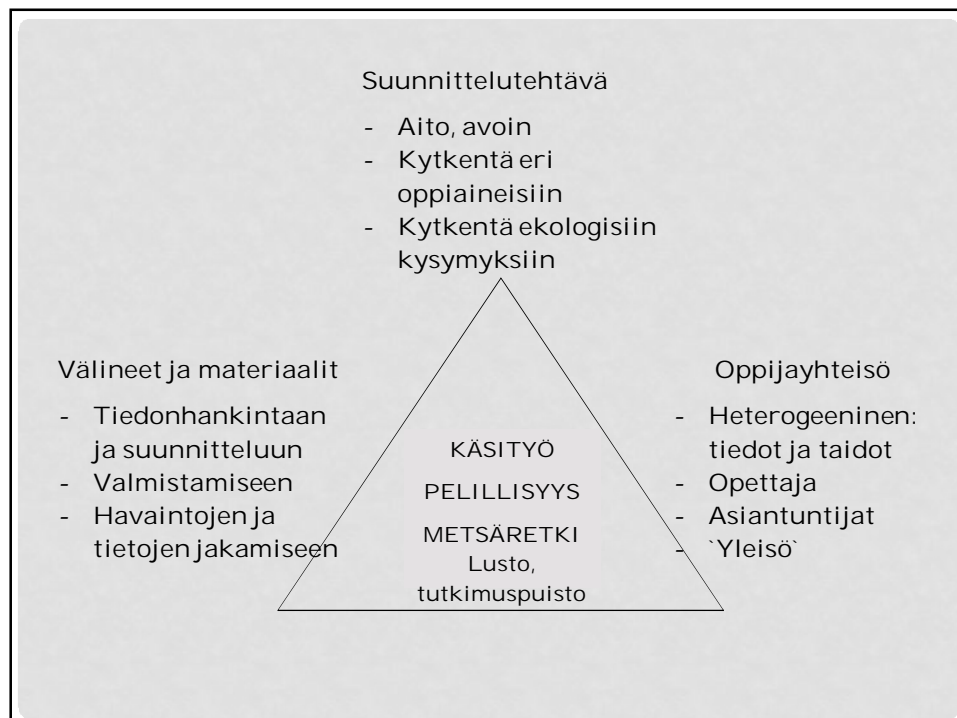 Suunnittelutehtävä
- Aito, avoin
- Kytkentä eri
oppiaineisiin
- Kytkentä ekologisiin
kysymyksiin
Välineet ja materiaalit
- Tiedonhankintaan
ja suunnitteluun
- Valmistamiseen
- Havaintojen ja
tietojen jakamiseen
KÄSITYÖ
PELILLISYYS
METSÄRETKI
Lusto,
tutkimuspuisto
Oppijayhteisö
- Heterogeeninen:
tiedot ja taidot
- Opettaja
- Asiantuntijat
- `Yleisö`